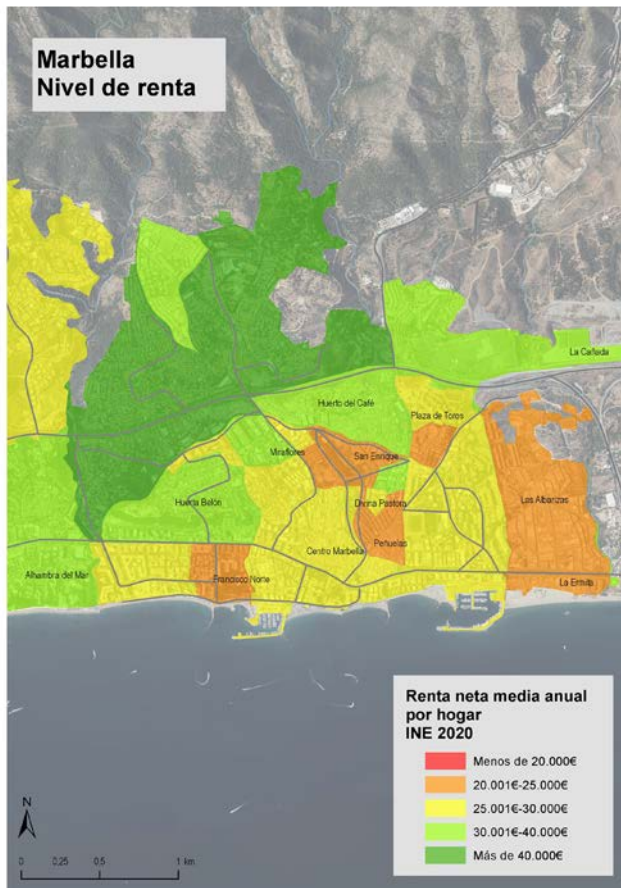 Marbella
Nivel de renta
La Cañada
Huerto del Café
Plaza de Toros
Miraflores
San Enrique
Huerta Belón
Divina Pastora
Los Albarizas
Peñuelas
Centro Marbella
Alhambra del Mar
Francisco Norte
La Ermita
Renta neta media anual
por hogar
INE 2020
Menos de 20.000€
20.001€-25.000€
25.001€-30.000€
30.001€-40.000€
Más de 40.000€
N
0 0,25 0,5 1 km